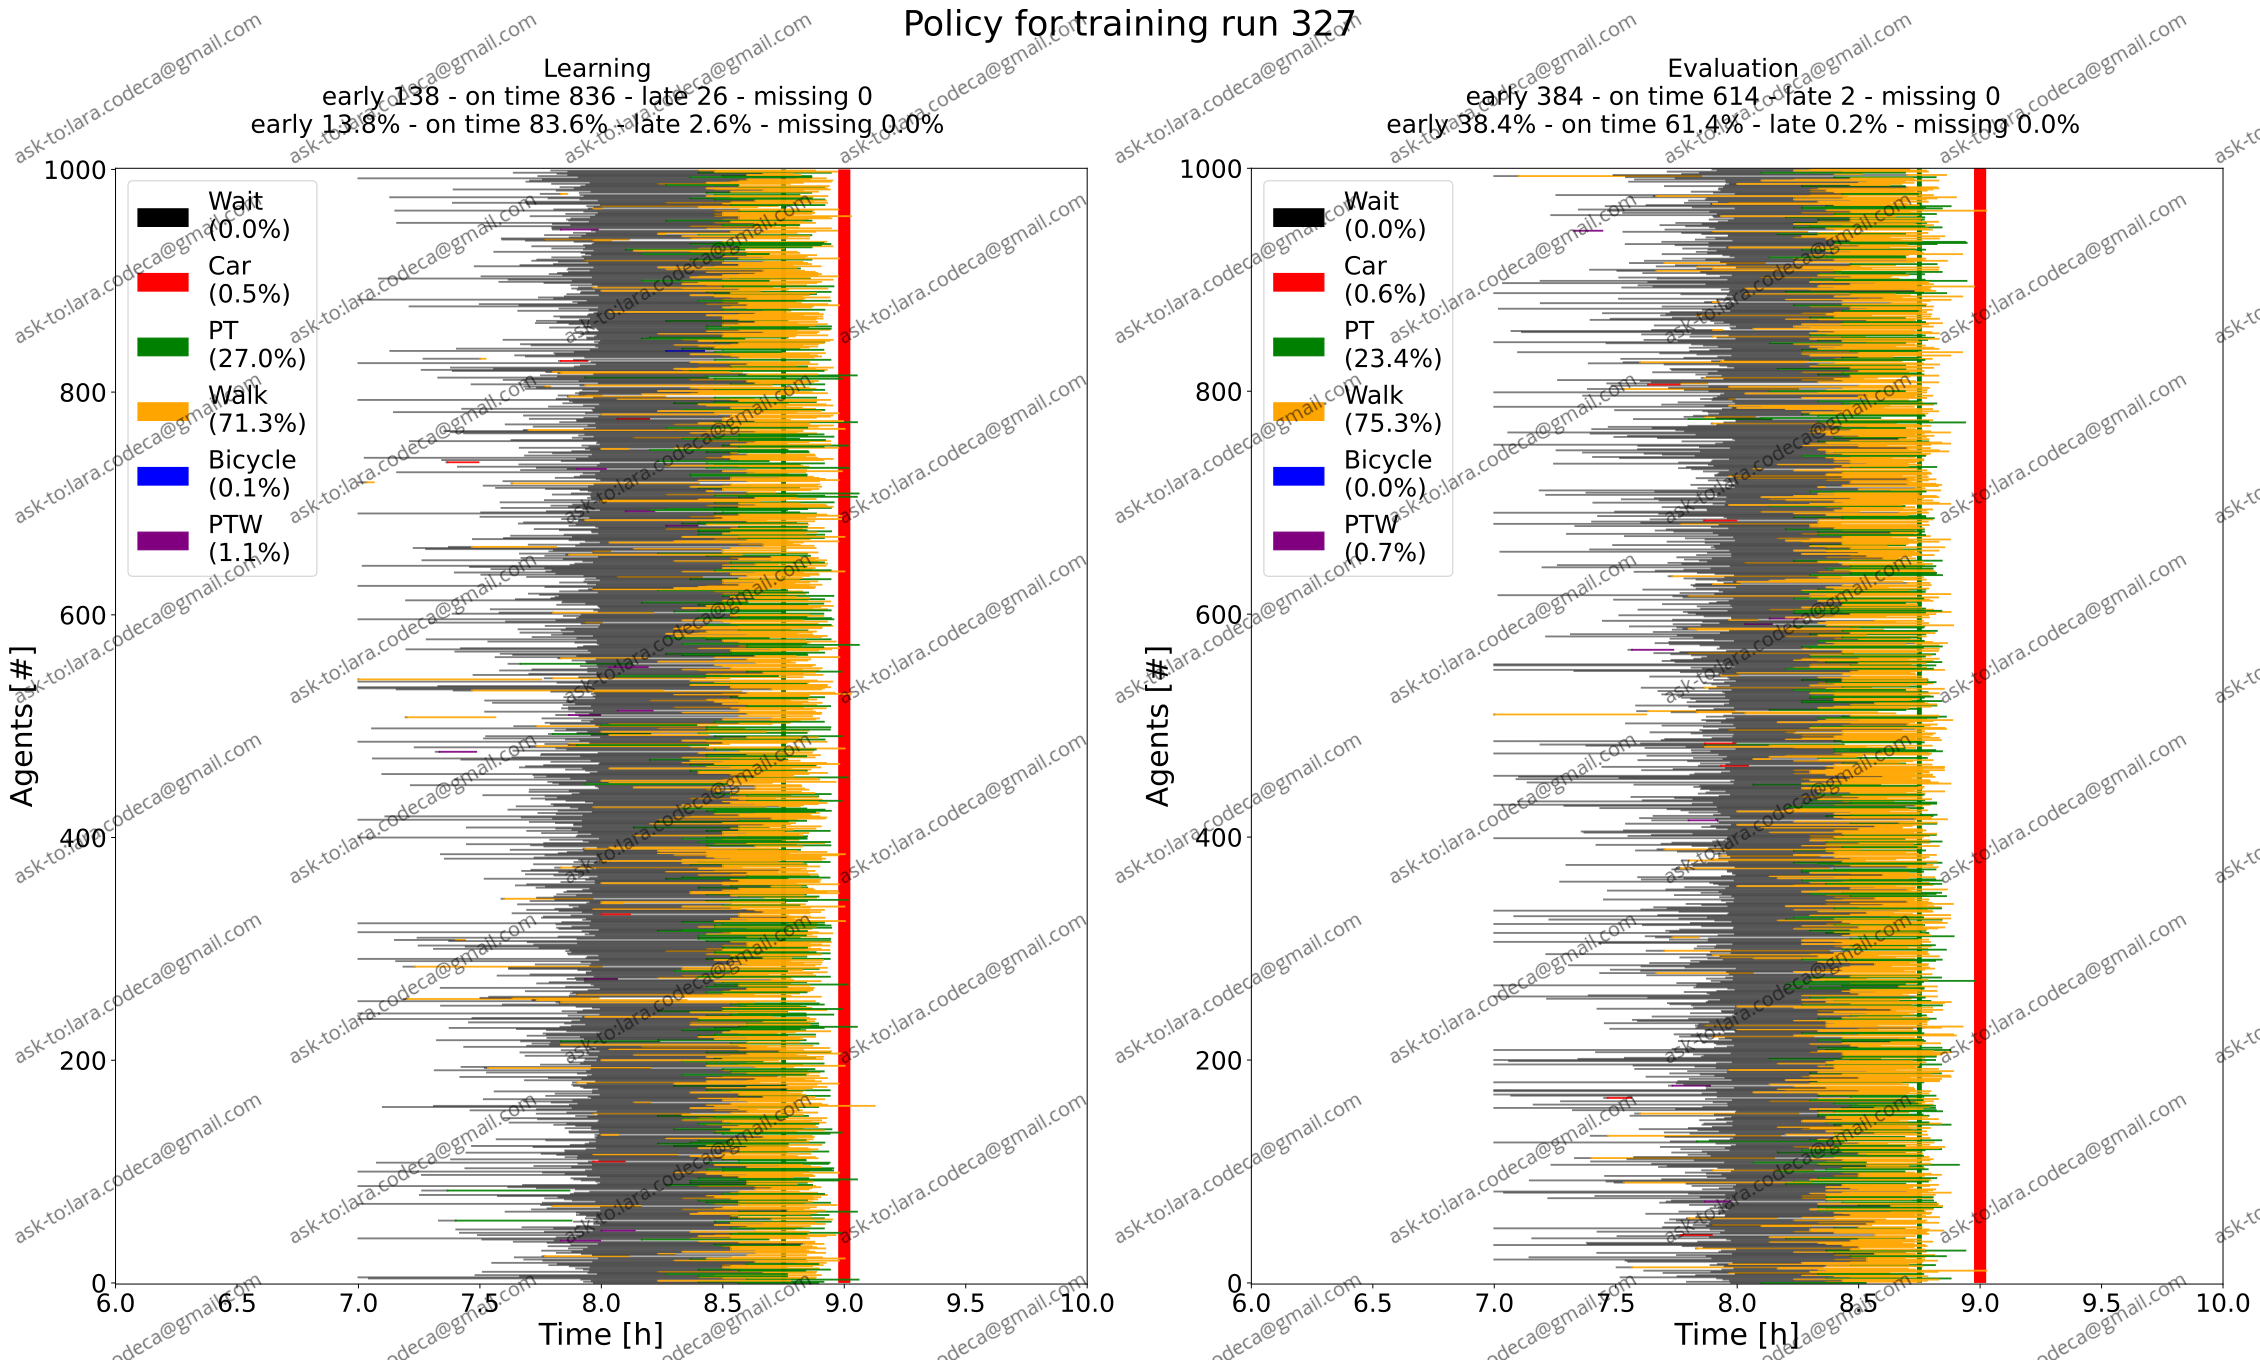 Policy for training run 327
Learning
early 138 - on time 836 - late 26 - missing 0
early 13.8% - on time 83.6% - late 2.6% - missing 0.0%
1000
800
600
400
200
0
Agents [#]
Wait
(0.0%)
Car
(0.5%)
PT
(27.0%)
Walk
(71.3%)
Bicycle
(0.1%)
PTW
(1.1%)
6.0 6.5 7.0 7.5 8.0 8.5 9.0 9.5 10.0
Time [h]
Evaluation
early 384 - on time 614 - late 2 - missing 0
early 38.4% - on time 61.4% - late 0.2% - missing 0.0%
1000
800
600
400
200
0
Agents [#]
Wait
(0.0%)
Car
(0.6%)
PT
(23.4%)
Walk
(75.3%)
Bicycle
(0.0%)
PTW
(0.7%)
6.0 6.5 7.0 7.5 8.0 8.5 9.0 9.5 10.0
Time [h]
ask-to:lara.codeca@gmail.com